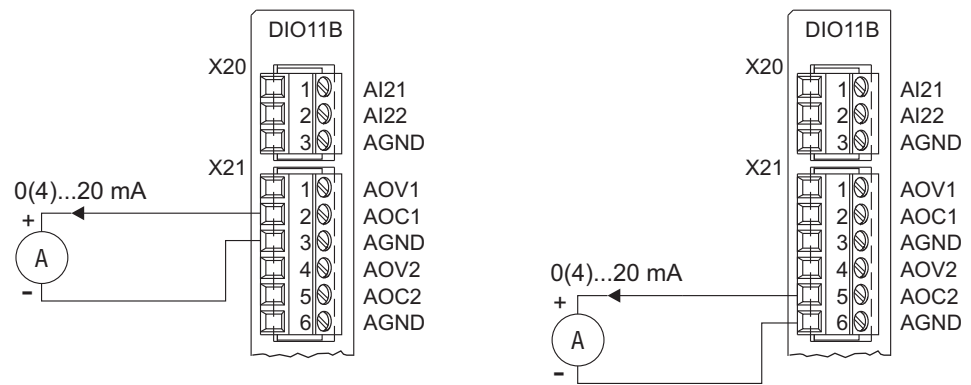 DIO11B
X20
1 AI21
2 AI22
3 AGND
X21
1 AOV1
2 AOC1
3 AGND
4 AOV2
5 AOC2
6 AGND
0(4)...20 mA
+
A
-
DIO11B
X20
1 AI21
2 AI22
3 AGND
X21
1 AOV1
2 AOC1
3 AGND
4 AOV2
5 AOC2
6 AGND
0(4)...20 mA
+
A
-